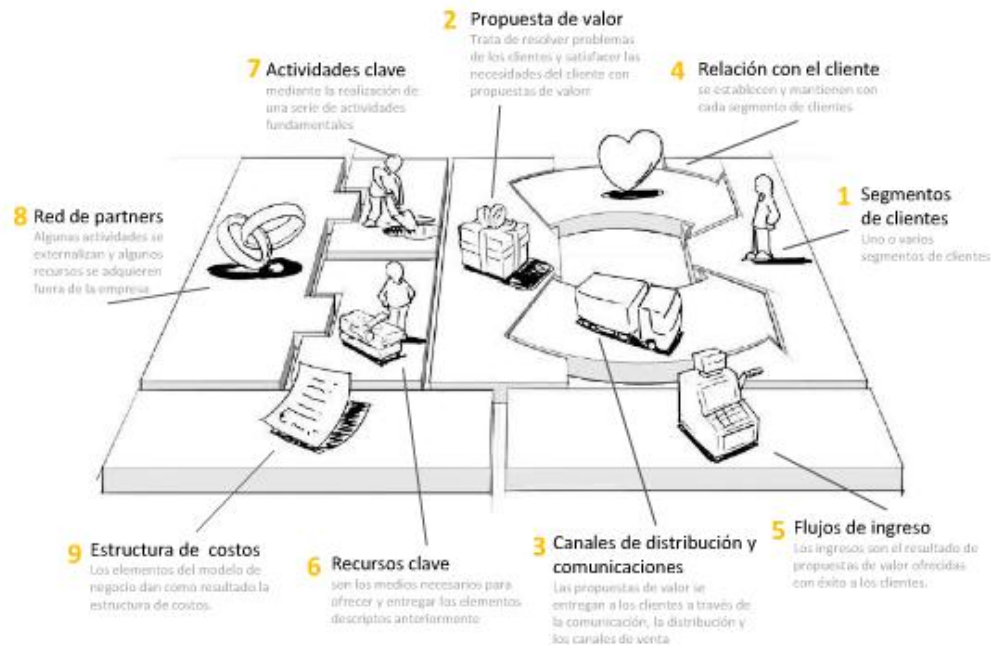 2 Propuesta de valor
Trata de resolver problemas
de los clientes y satisfacer las
necesidades del cliente con
propuestas de valorr
7 Actividades clave
mediante la realización de
una serie de actividades
fundamentales
4 Relación con el cliente
se establecen y mantienen con
cada segmento de clientes
8 Red de partners
Algunas actividades se
externalizan y algunos
recursos se adquieren
fuera de la empresa
1 Segmentos
de clientes
Uno o varios
segmentos de clientes
9 Estructura de costos
Los elementos del modelo de
negocio dan como resultado la
estructura de costos.
6 Recursos clave
son los medios necesarios para
ofrecer y entregar los elementos
descriptos anteriormente
3 Canales de distribución y
comunicaciones
Las propuestas de valor se
entregan a los clientes a través de
la comunicación, la distribución y
los canales de venta
5 Flujos de ingreso
Los ingresos son el resultado de
propuestas de valor ofrecidas
con éxito a los clientes.